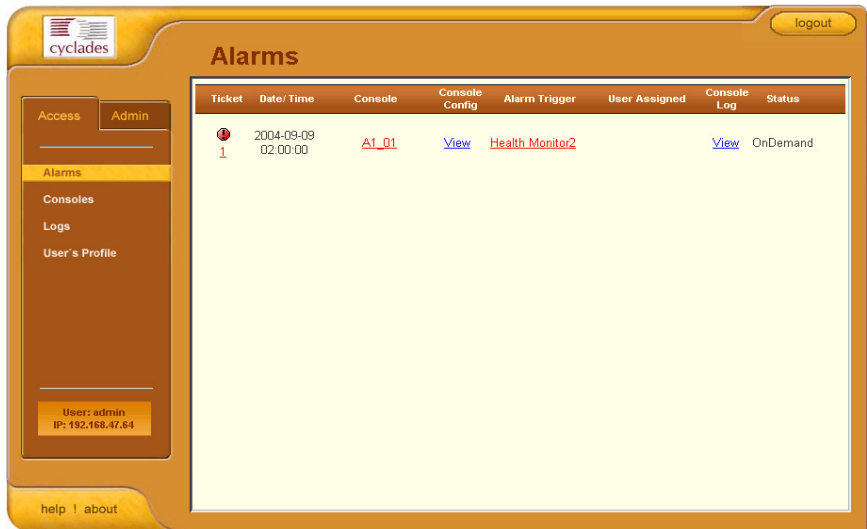 cyclades
logout
Alarms
Access
Admin
Alarms
Consoles
Logs
User´s Profile
User: admin
IP: 192.168.47.64
help ! about
Ticket Date/Time Console Console Config Alarm Trigger User Assigned Console Log Status
1 2004-09-09 02:00:00 A1_01 View Health Monitor2 View OnDemand